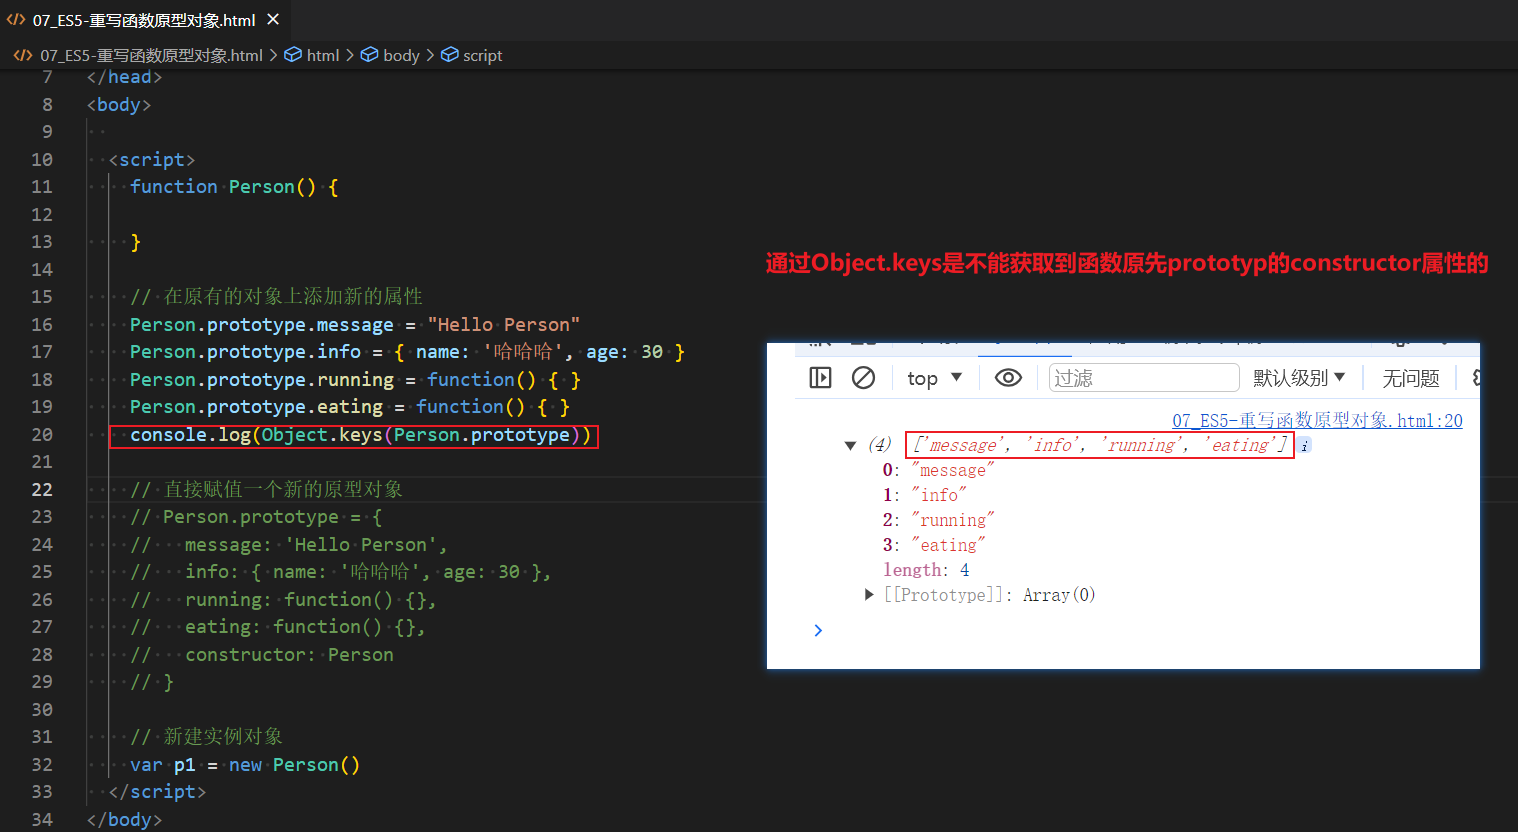 07_ES5-重写函数原型对象.html
07_ES5-重写函数原型对象.html > html > body > script
7 </head>
8 <body>
9
10 <script>
11 function Person() {
12
13 }
14
15 // 在原有的对象上添加新的属性
16 Person.prototype.message = "Hello Person"
17 Person.prototype.info = { name: '哈哈哈', age: 30 }
18 Person.prototype.running = function() { }
19 Person.prototype.eating = function() { }
20 console.log(Object.keys(Person.prototype))
21
22 // 直接赋值一个新的原型对象
23 // Person.prototype = {
24 // message: 'Hello Person',
25 // info: { name: '哈哈哈', age: 30 },
26 // running: function() {},
27 // eating: function() {},
28 // constructor: Person
29 // }
30
31 // 新建实例对象
32 var p1 = new Person()
33 </script>
34 </body>
通过Object.keys是不能获取到函数原先prototyp的constructor属性的
top 过滤 默认级别 无问题
07_ES5-重写函数原型对象.html:20
(4) ['message', 'info', 'running', 'eating']
0: "message"
1: "info"
2: "running"
3: "eating"
length: 4
[[Prototype]]: Array(0)